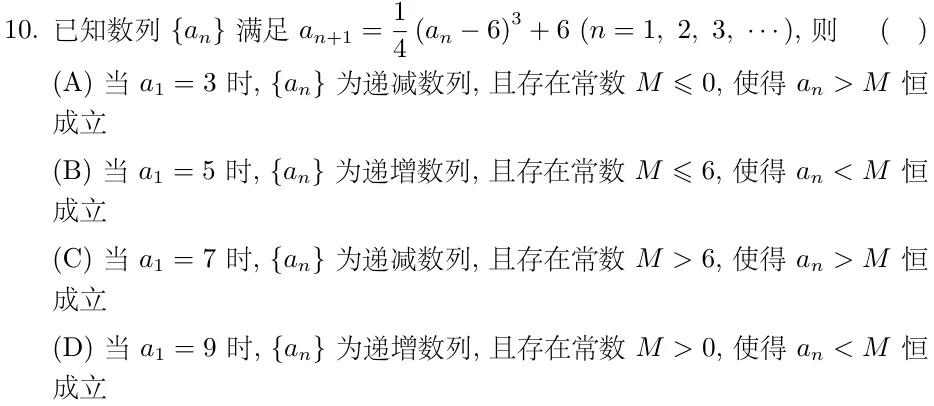 10. 已知数列 {aₙ} 满足 aₙ₊₁ = 1/4 (aₙ − 6)³ + 6 (n = 1, 2, 3, ⋯), 则 ( )
(A) 当 a₁ = 3 时, {aₙ} 为递减数列, 且存在常数 M ⩽ 0, 使得 aₙ > M 恒
成立
(B) 当 a₁ = 5 时, {aₙ} 为递增数列, 且存在常数 M ⩽ 6, 使得 aₙ < M 恒
成立
(C) 当 a₁ = 7 时, {aₙ} 为递减数列, 且存在常数 M > 6, 使得 aₙ > M 恒
成立
(D) 当 a₁ = 9 时, {aₙ} 为递增数列, 且存在常数 M > 0, 使得 aₙ < M 恒
成立